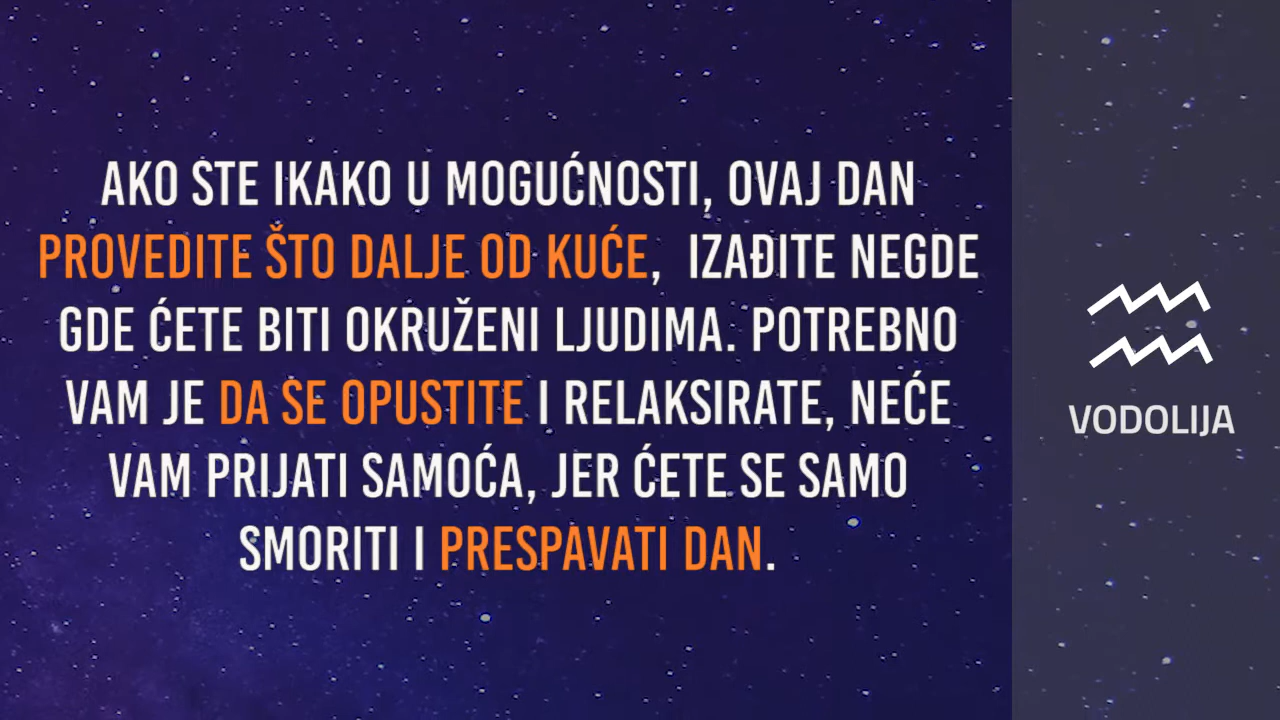 AKO STE IKAKO U MOGUĆNOSTI, OVAJ DAN
PROVEDITE ŠTO DALJE OD KUĆE, IZAĐITE NEGDE
GDE ĆETE BITI OKRUŽENI LJUDIMA. POTREBNO
VAM JE DA SE OPUSTITE I RELAKSIRATE, NEĆE
VAM PRIJATI SAMOĆA, JER ĆETE SE SAMO
SMORITI I PRESPAVATI DAN.
VODOLIJA